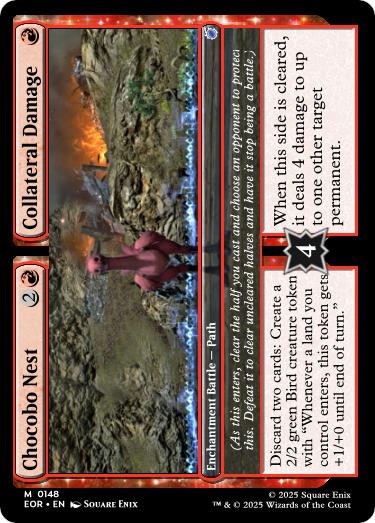 Chocobo Nest 2
Collateral Damage
Enchantment Battle — Path
(As this enters, clear the half you cast and choose an opponent to protect
this. Defeat it to clear uncleared halves and have it stop being a battle.)
Discard two cards: Create a
2/2 green Bird creature token
with “Whenever a land you
control enters, this token gets
+1/+0 until end of turn.”
4
When this side is cleared,
it deals 4 damage to up
to one other target
permanent.
M 0148
EOR • EN SQUARE ENIX
© 2025 Square Enix
™ & © 2025 Wizards of the Coast